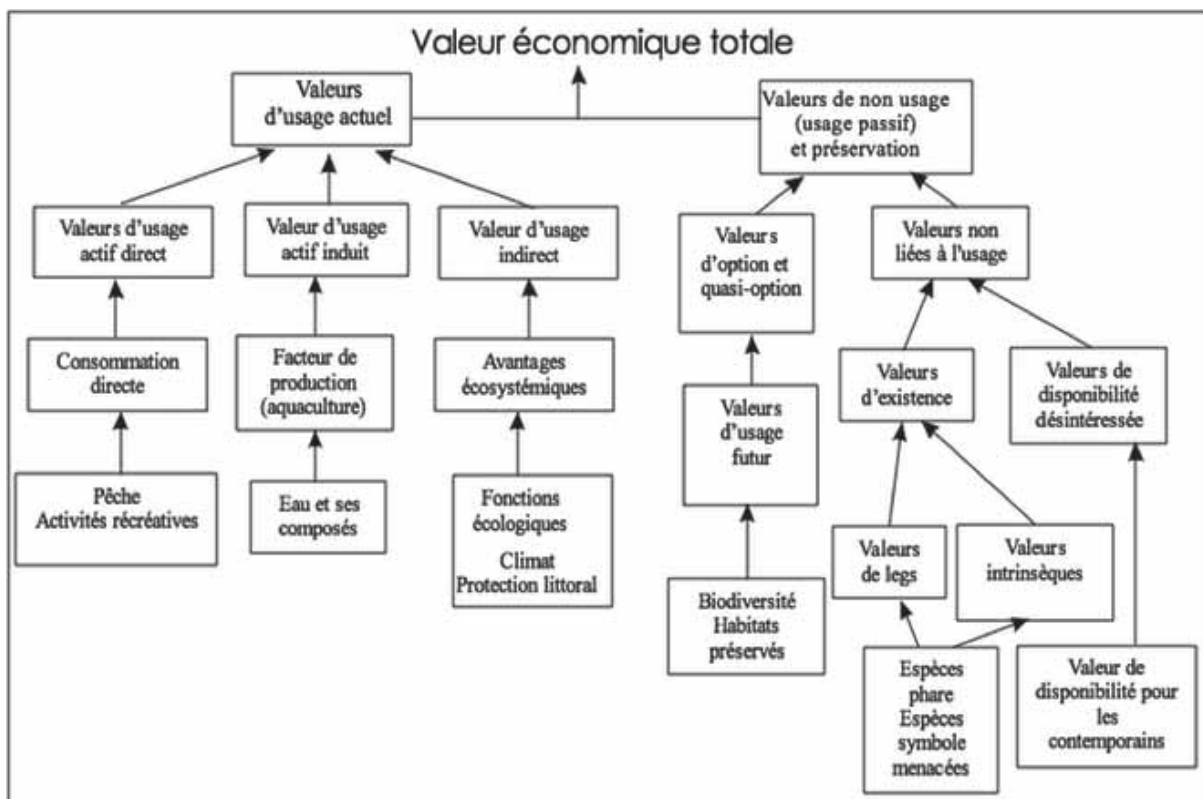 Valeur économique totale
Valeurs
d'usage actuel
Valeurs de non usage
(usage passif)
et préservation
Valeurs d'usage
actif direct
Valeur d'usage
actif induit
Valeur d'usage
indirect
Valeurs
d'option et
quasi-option
Valeurs non
liées à l'usage
Consommation
directe
Facteur de
production
(aquaculture)
Avantages
écosystémiques
Valeurs
d'usage
futur
Valeurs
d'existence
Valeurs de
disponibilité
désintéressée
Pêche
Activités récréatives
Eau et ses
composés
Fonctions
écologiques
Climat
Protection littoral
Biodiversité
Habitats
préservés
Valeurs
de legs
Valeurs
intrinsèques
Espèces
phare
Espèces
symbole
menacées
Valeur de
disponibilité pour
les
contemporains